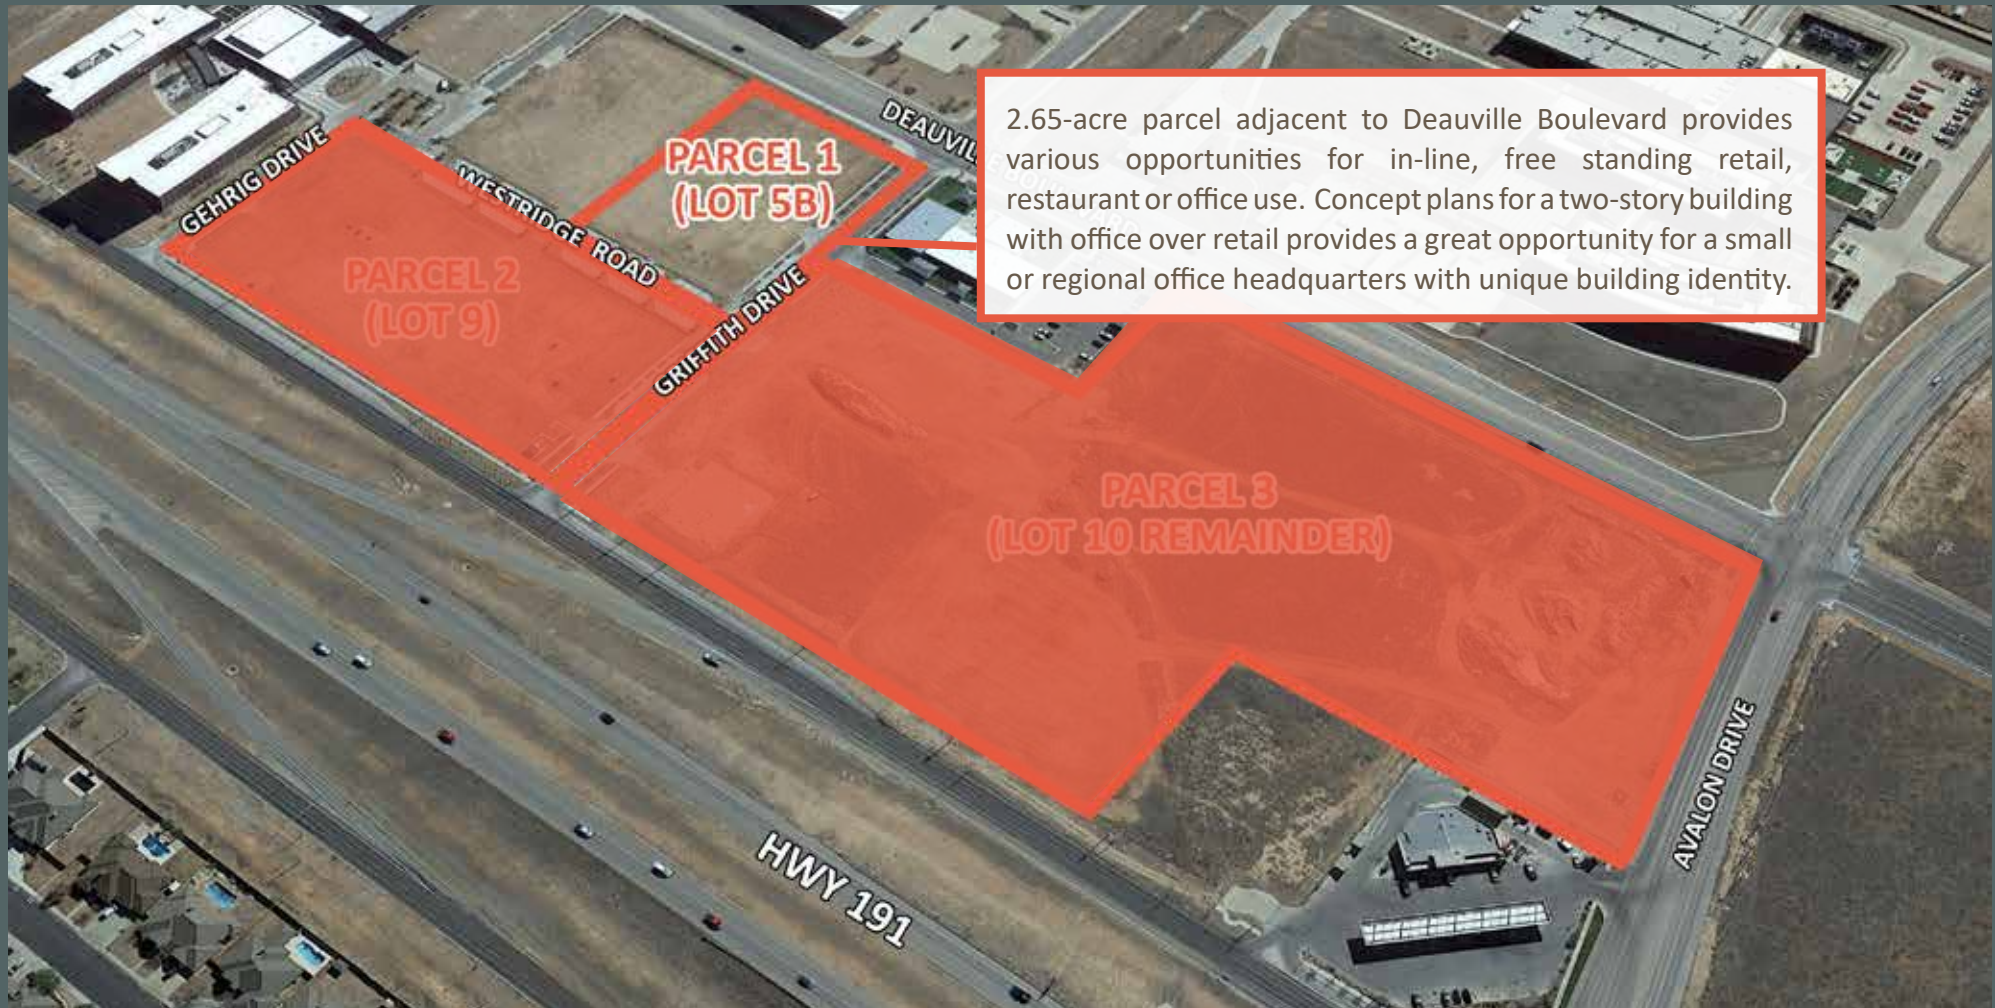 2.65-acre parcel adjacent to Deauville Boulevard provides
various opportunities for in-line, free standing retail,
restaurant or office use. Concept plans for a two-story building
with office over retail provides a great opportunity for a small
or regional office headquarters with unique building identity.
DEAUVIL
PARCEL 1
(LOT 5B)
GEHRIG DRIVE
WESTRIDGE ROAD
PARCEL 2
(LOT 9)
GRIFFITH DRIVE
PARCEL 3
(LOT 10 REMAINDER)
AVALON DRIVE
HWY 191